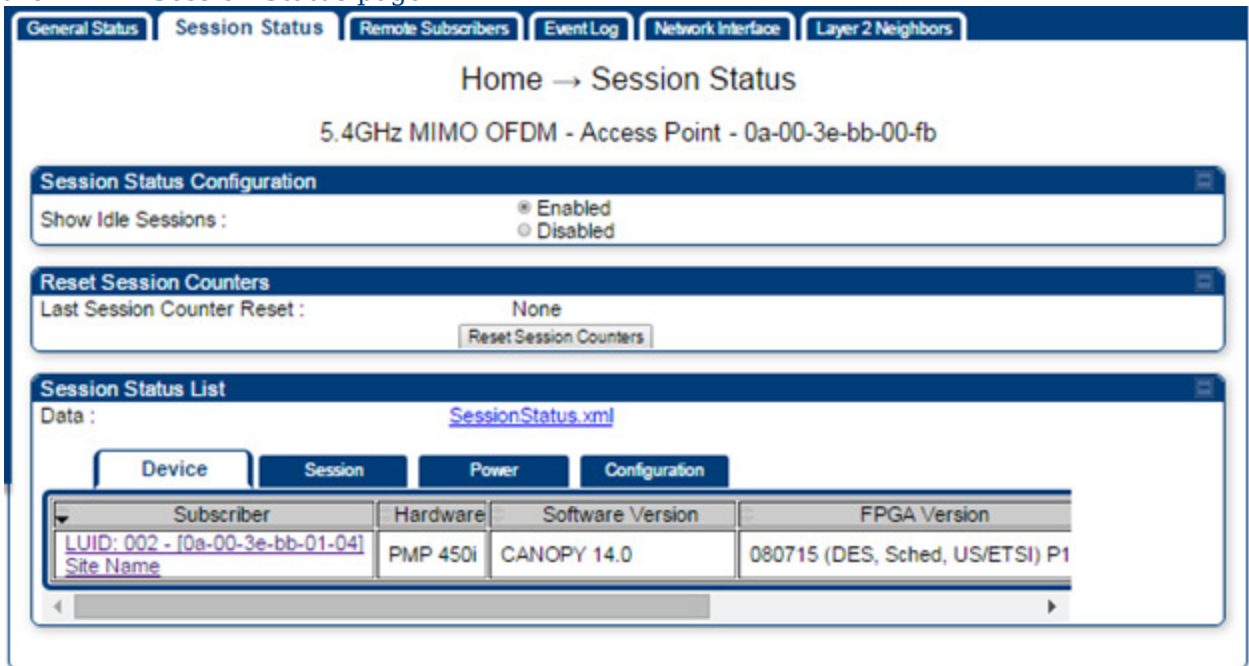 General Status Session Status Remote Subscribers Event Log Network Interface Layer 2 Neighbors
Home → Session Status
5.4GHz MIMO OFDM - Access Point - 0a-00-3e-bb-00-fb
Session Status Configuration
Show Idle Sessions :
Enabled
Disabled
Reset Session Counters
Last Session Counter Reset : None
Reset Session Counters
Session Status List
Data : SessionStatus.xml
Device Session Power Configuration
Subscriber Hardware Software Version FPGA Version
LUID: 002 - [0a-00-3e-bb-01-04] PMP 450i CANOPY 14.0 080715 (DES, Sched, US/ETSI) P1
Site Name